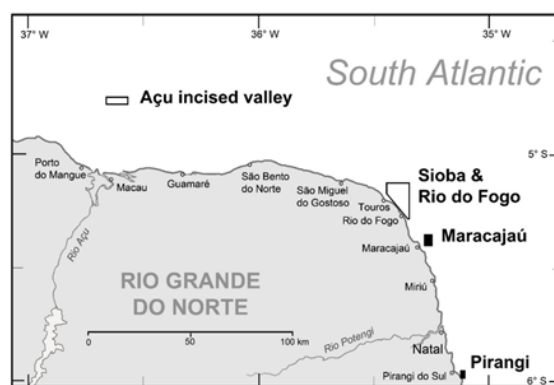 37° W
36° W
35° W
South Atlantic
Açu incised valley
5° S
Porto
do Mangue
Macau
Guamaré
São Bento
do Norte
São Miguel
do Gostoso
Touros
Rio do Fogo
Sioba &
Rio do Fogo
Maracajaú
Maracajaú
Rio Açu
RIO GRANDE
DO NORTE
Miriú
0
50
100 km
Rio Potengi
Natal
Pirangi
Pirangi do Sul
6° S